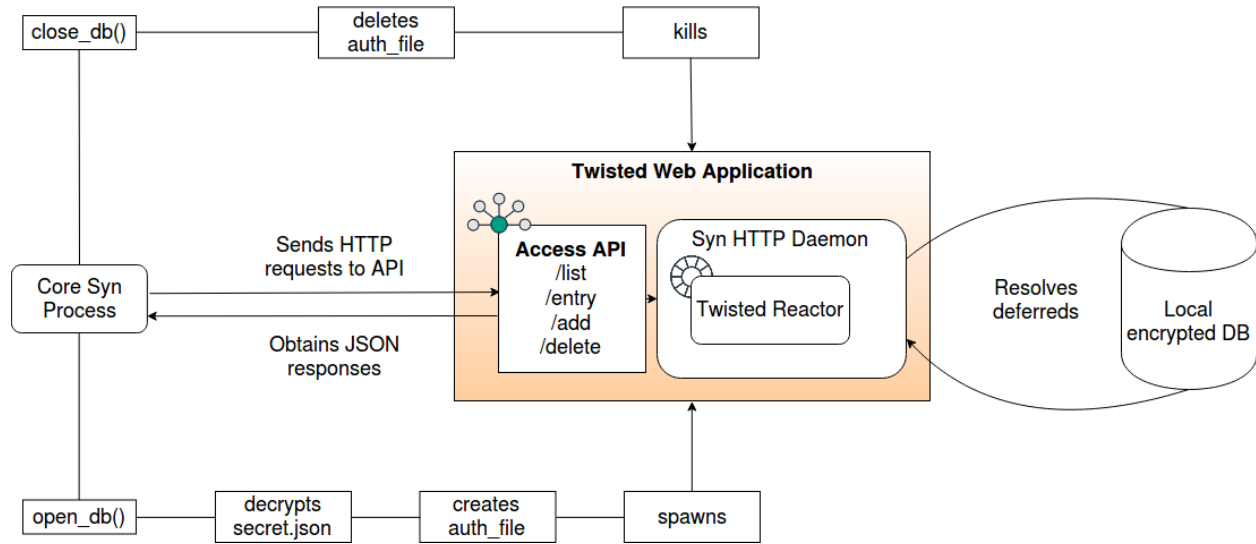 close_db()
deletes
auth_file
kills
Twisted Web Application
Sends HTTP
requests to API
Core Syn
Process
Obtains JSON
responses
Access API
/list
/entry
/add
/delete
Syn HTTP Daemon
Twisted Reactor
Resolves
deferreds
Local
encrypted DB
open_db()
decrypts
secret.json
creates
auth_file
spawns